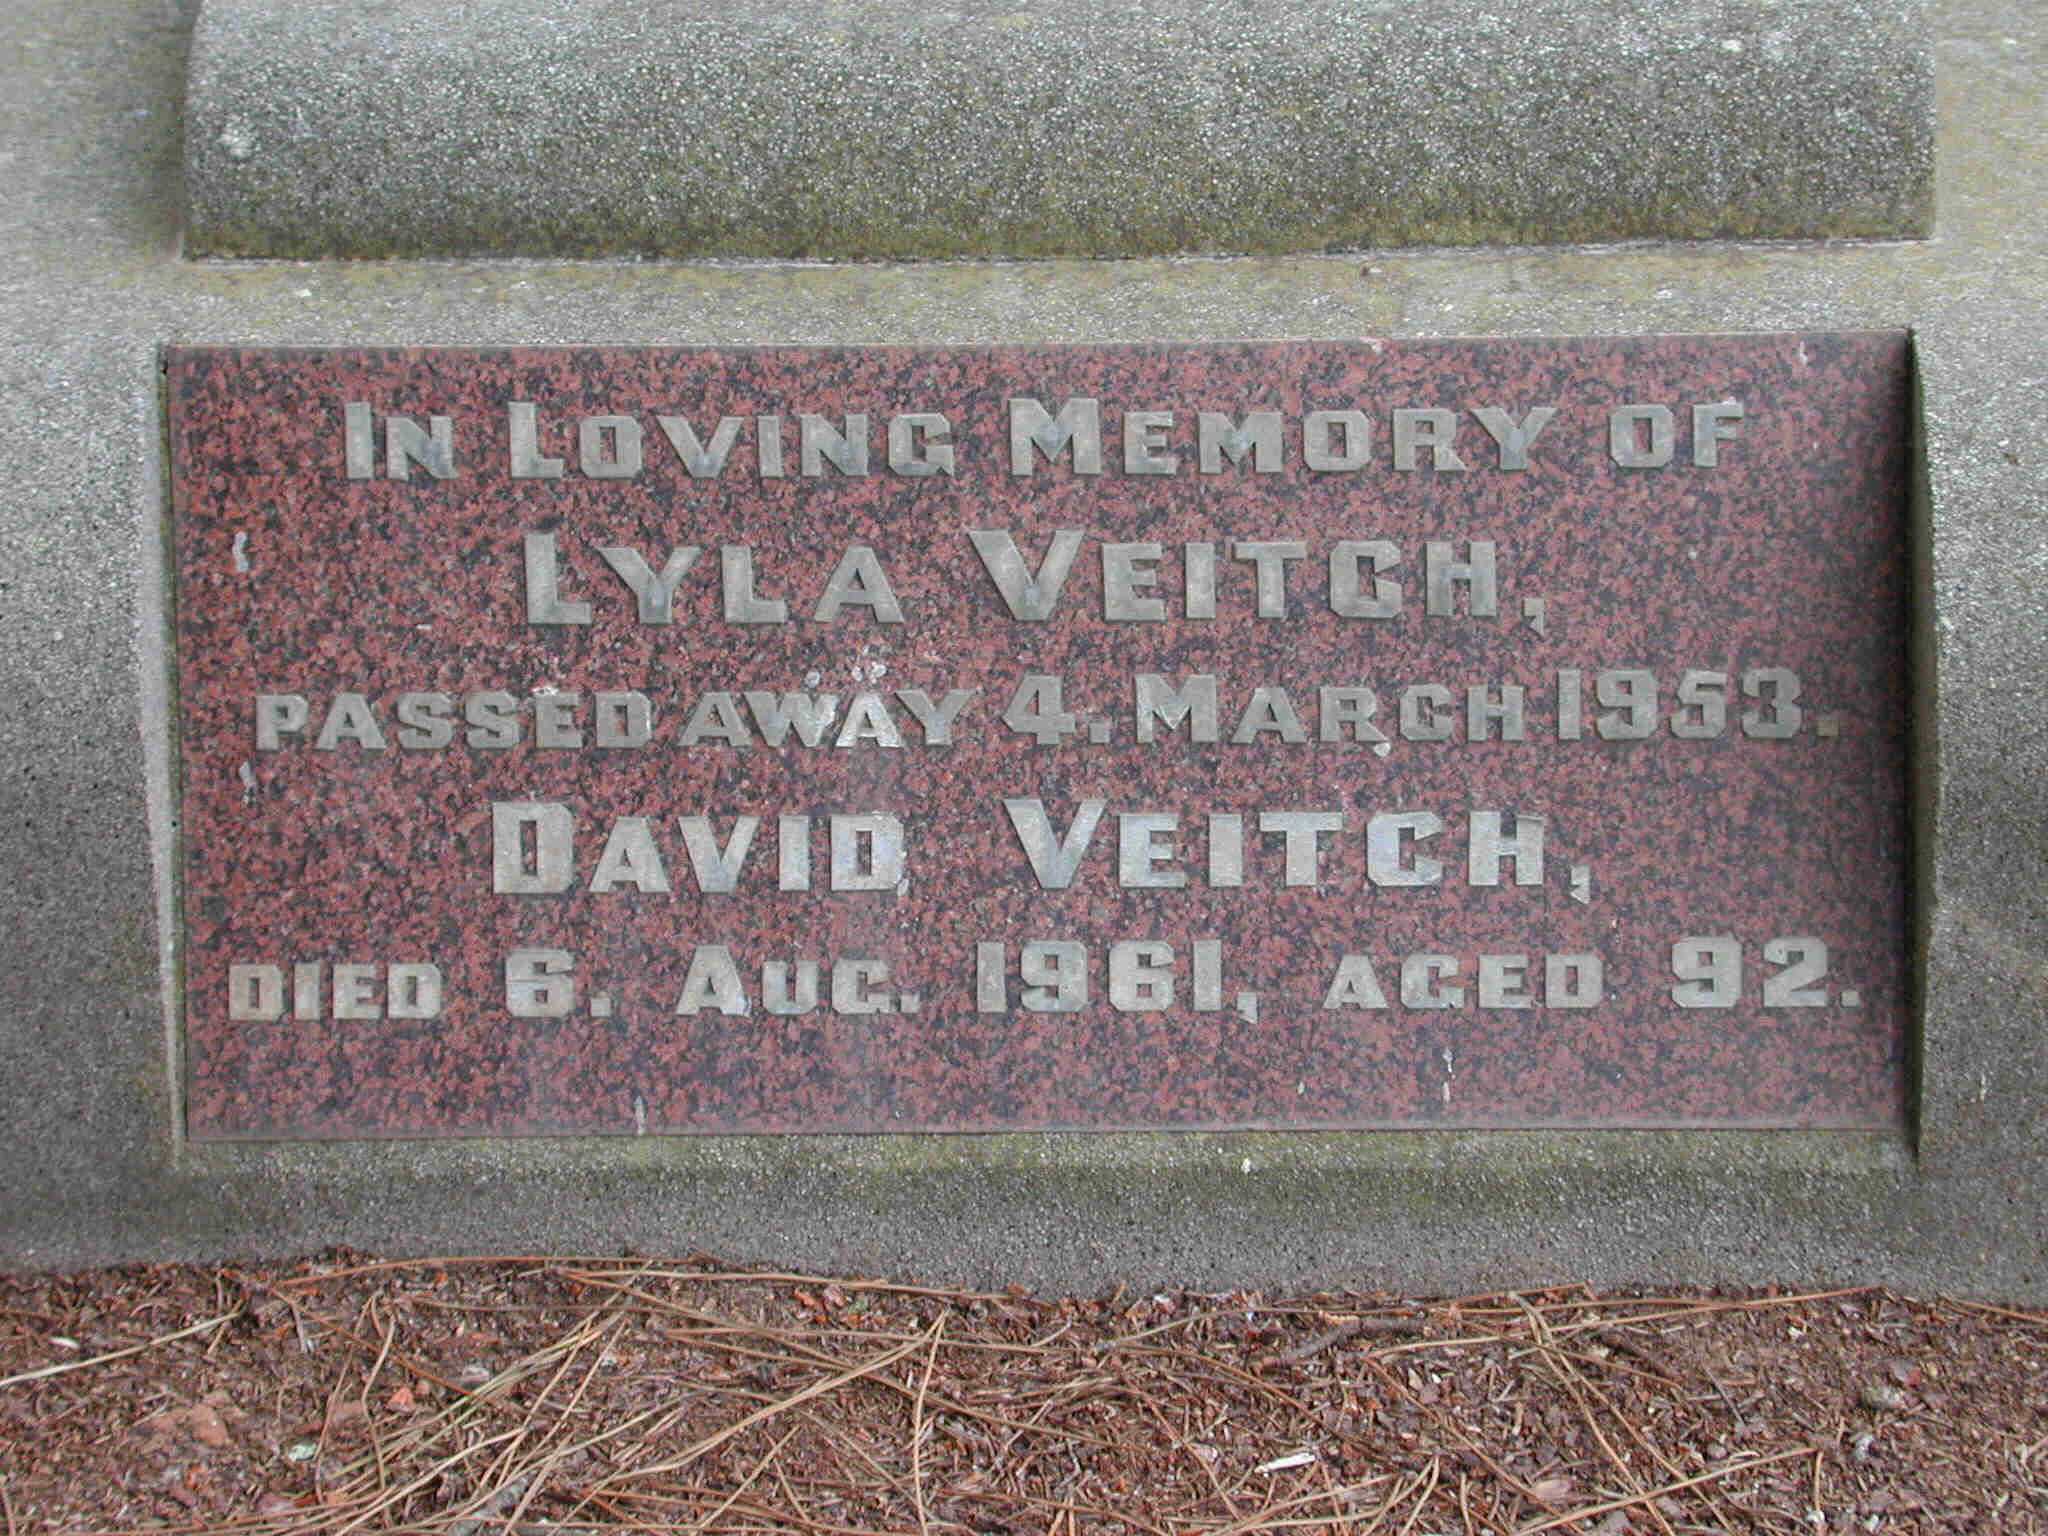 IN LOVING MEMORY OF
LYLA VEITCH,
PASSED AWAY 4. MARCH 1953.
DAVID VEITCH,
DIED 6. AUG. 1961, AGED 92.